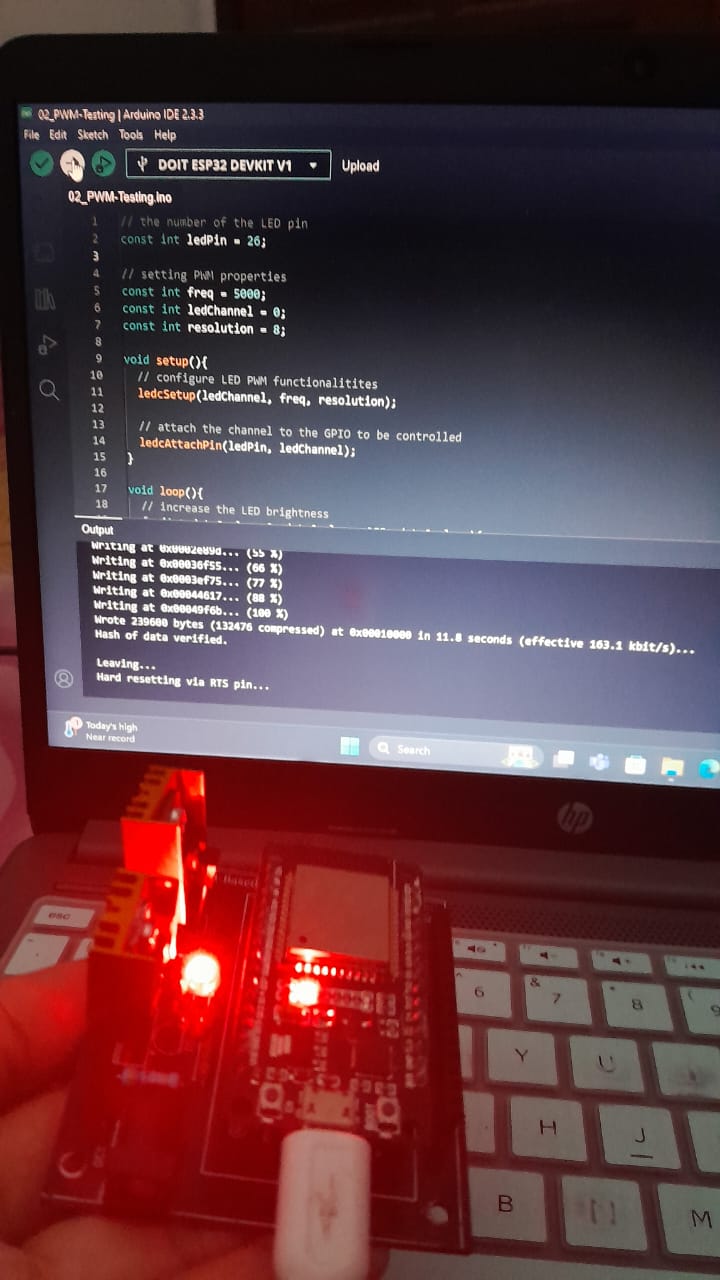 02_PWM-Testing | Arduino IDE 2.3.3
File Edit Sketch Tools Help
DOIT ESP32 DEVKIT V1
Upload
02_PWM-Testing.ino
1 // the number of the LED pin
2 const int ledPin = 26;
3
4 // setting PWM properties
5 const int freq = 5000;
6 const int ledChannel = 0;
7 const int resolution = 8;
8
9 void setup(){
10 // configure LED PWM functionalitites
11 ledcSetup(ledChannel, freq, resolution);
12
13 // attach the channel to the GPIO to be controlled
14 ledcAttachPin(ledPin, ledChannel);
15 }
16
17 void loop(){
18 // increase the LED brightness
Output
Writing at 0x0002e89d... (55 %)
Writing at 0x00036f55... (66 %)
Writing at 0x0003ef75... (77 %)
Writing at 0x00044617... (88 %)
Writing at 0x00049f6b... (100 %)
Wrote 239600 bytes (132476 compressed) at 0x00010000 in 11.8 seconds (effective 163.1 kbit/s)...
Hash of data verified.
Leaving...
Hard resetting via RTS pin...
1
Today's high
Near record
Search
hp
esc
6
& 7
* 8
( 9
Y U
H J
B M